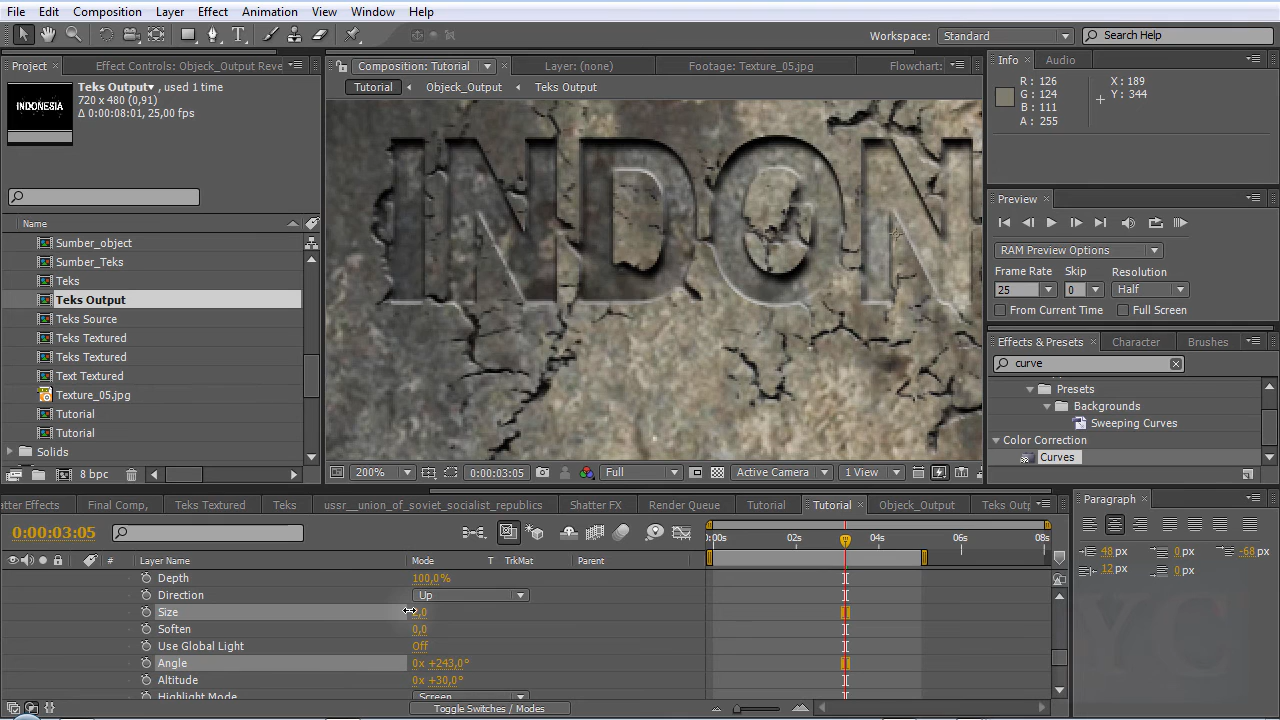 File Edit Composition Layer Effect Animation View Window Help
Workspace: Standard Search Help
Project Effect Controls: Objeck_Output Reve
Composition: Tutorial Layer: (none) Footage: Texture_05.jpg Flowchart:
Info Audio
Teks Output▾ , used 1 time
720 x 480 (0,91)
Δ 0:00:08:01, 25,00 fps
INDONESIA
Tutorial Objeck_Output Teks Output
R: 126
G: 124
B: 111
A: 255
X: 189
Y: 344
INDON
Preview
RAM Preview Options
Frame Rate Skip Resolution
25 0 Half
From Current Time Full Screen
Name
Sumber_object
Sumber_Teks
Teks
Teks Output
Teks Source
Teks Textured
Teks Textured
Text Textured
Texture_05.jpg
Tutorial
Tutorial
Solids
8 bpc
Effects & Presets Character Brushes
curve
Presets
Backgrounds
Sweeping Curves
Color Correction
Curves
200% 0:00:03:05 Full Active Camera 1 View
atter Effects Final Comp, Teks Textured Teks ussr__union_of_soviet_socialist_republics Shatter FX Render Queue Tutorial Tutorial Objeck_Output Teks Out
0:00:03:05
Layer Name Mode T TrkMat Parent
#
:00s 02s 04s 06s 08s
Depth 100,0%
Direction Up
Size ,0
Soften 0,0
Use Global Light Off
Angle 0x +243,0°
Altitude 0x +30,0°
Highlight Mode Screen
Toggle Switches / Modes
Paragraph
48 px 0 px -68 px
12 px 0 px
YC